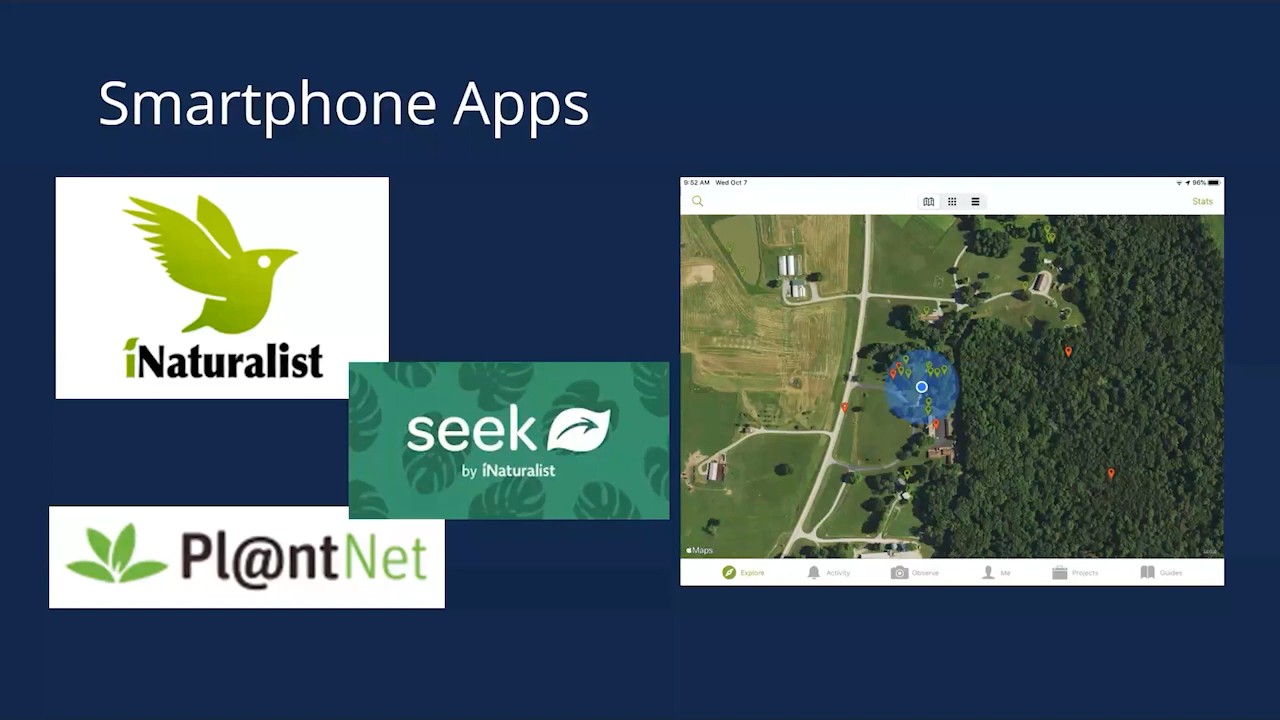 Smartphone Apps
iNaturalist
seek
by iNaturalist
Pl@ntNet
9:52 AM Wed Oct 7
96%
Stats
Maps
Explore
Activity
Observe
Me
Projects
Guides